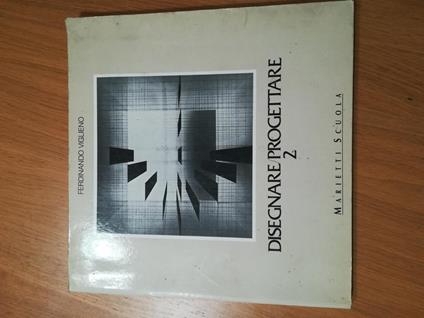 FERDINANDO VIGLIENO
DISEGNARE/PROGETTARE
2
MARIETTI SCUOLA